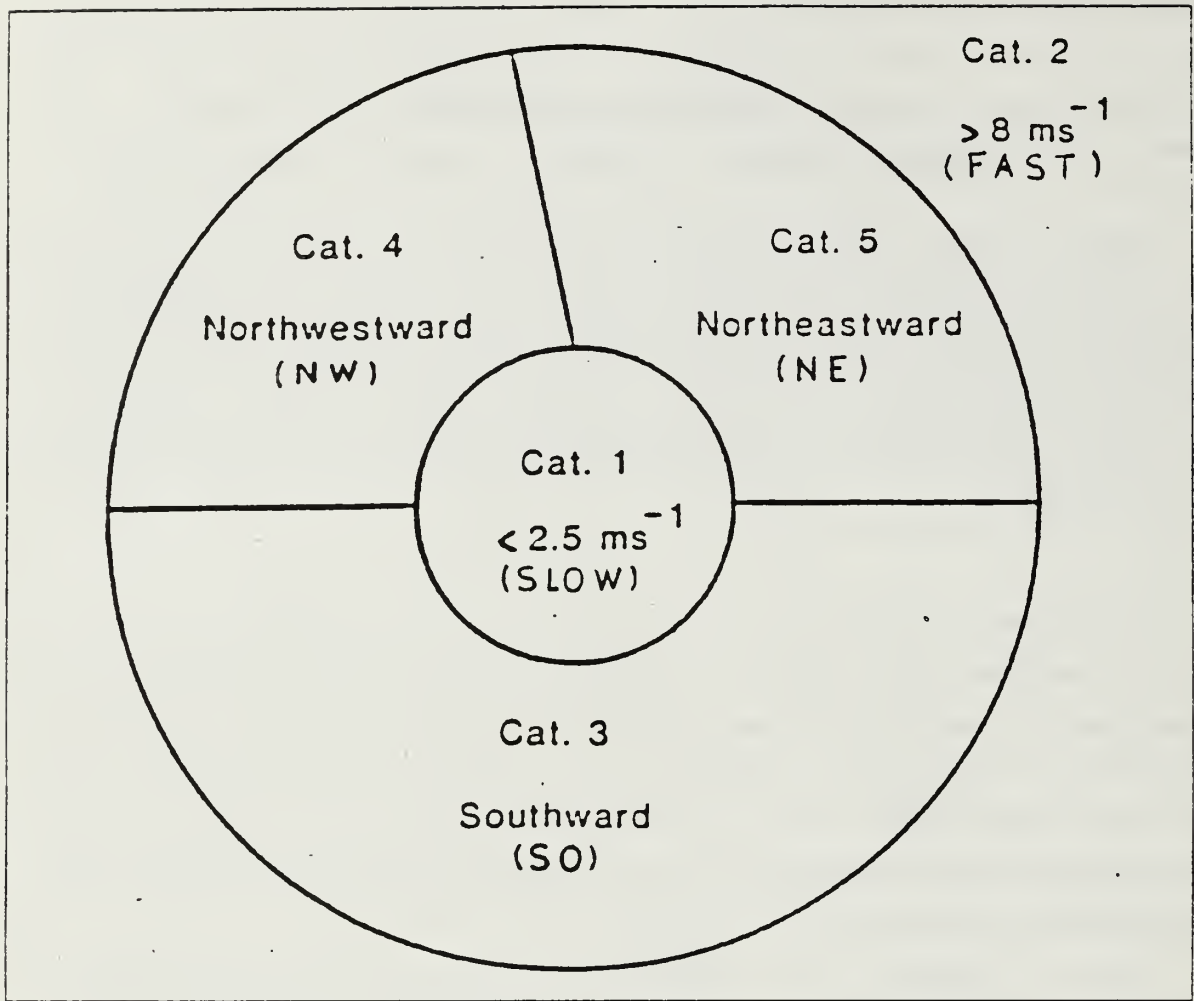 Cat. 2
> 8 ms⁻¹
(FAST)
Cat. 4
Northwestward
(NW)
Cat. 5
Northeastward
(NE)
Cat. 1
< 2.5 ms⁻¹
(SLOW)
Cat. 3
Southward
(SO)